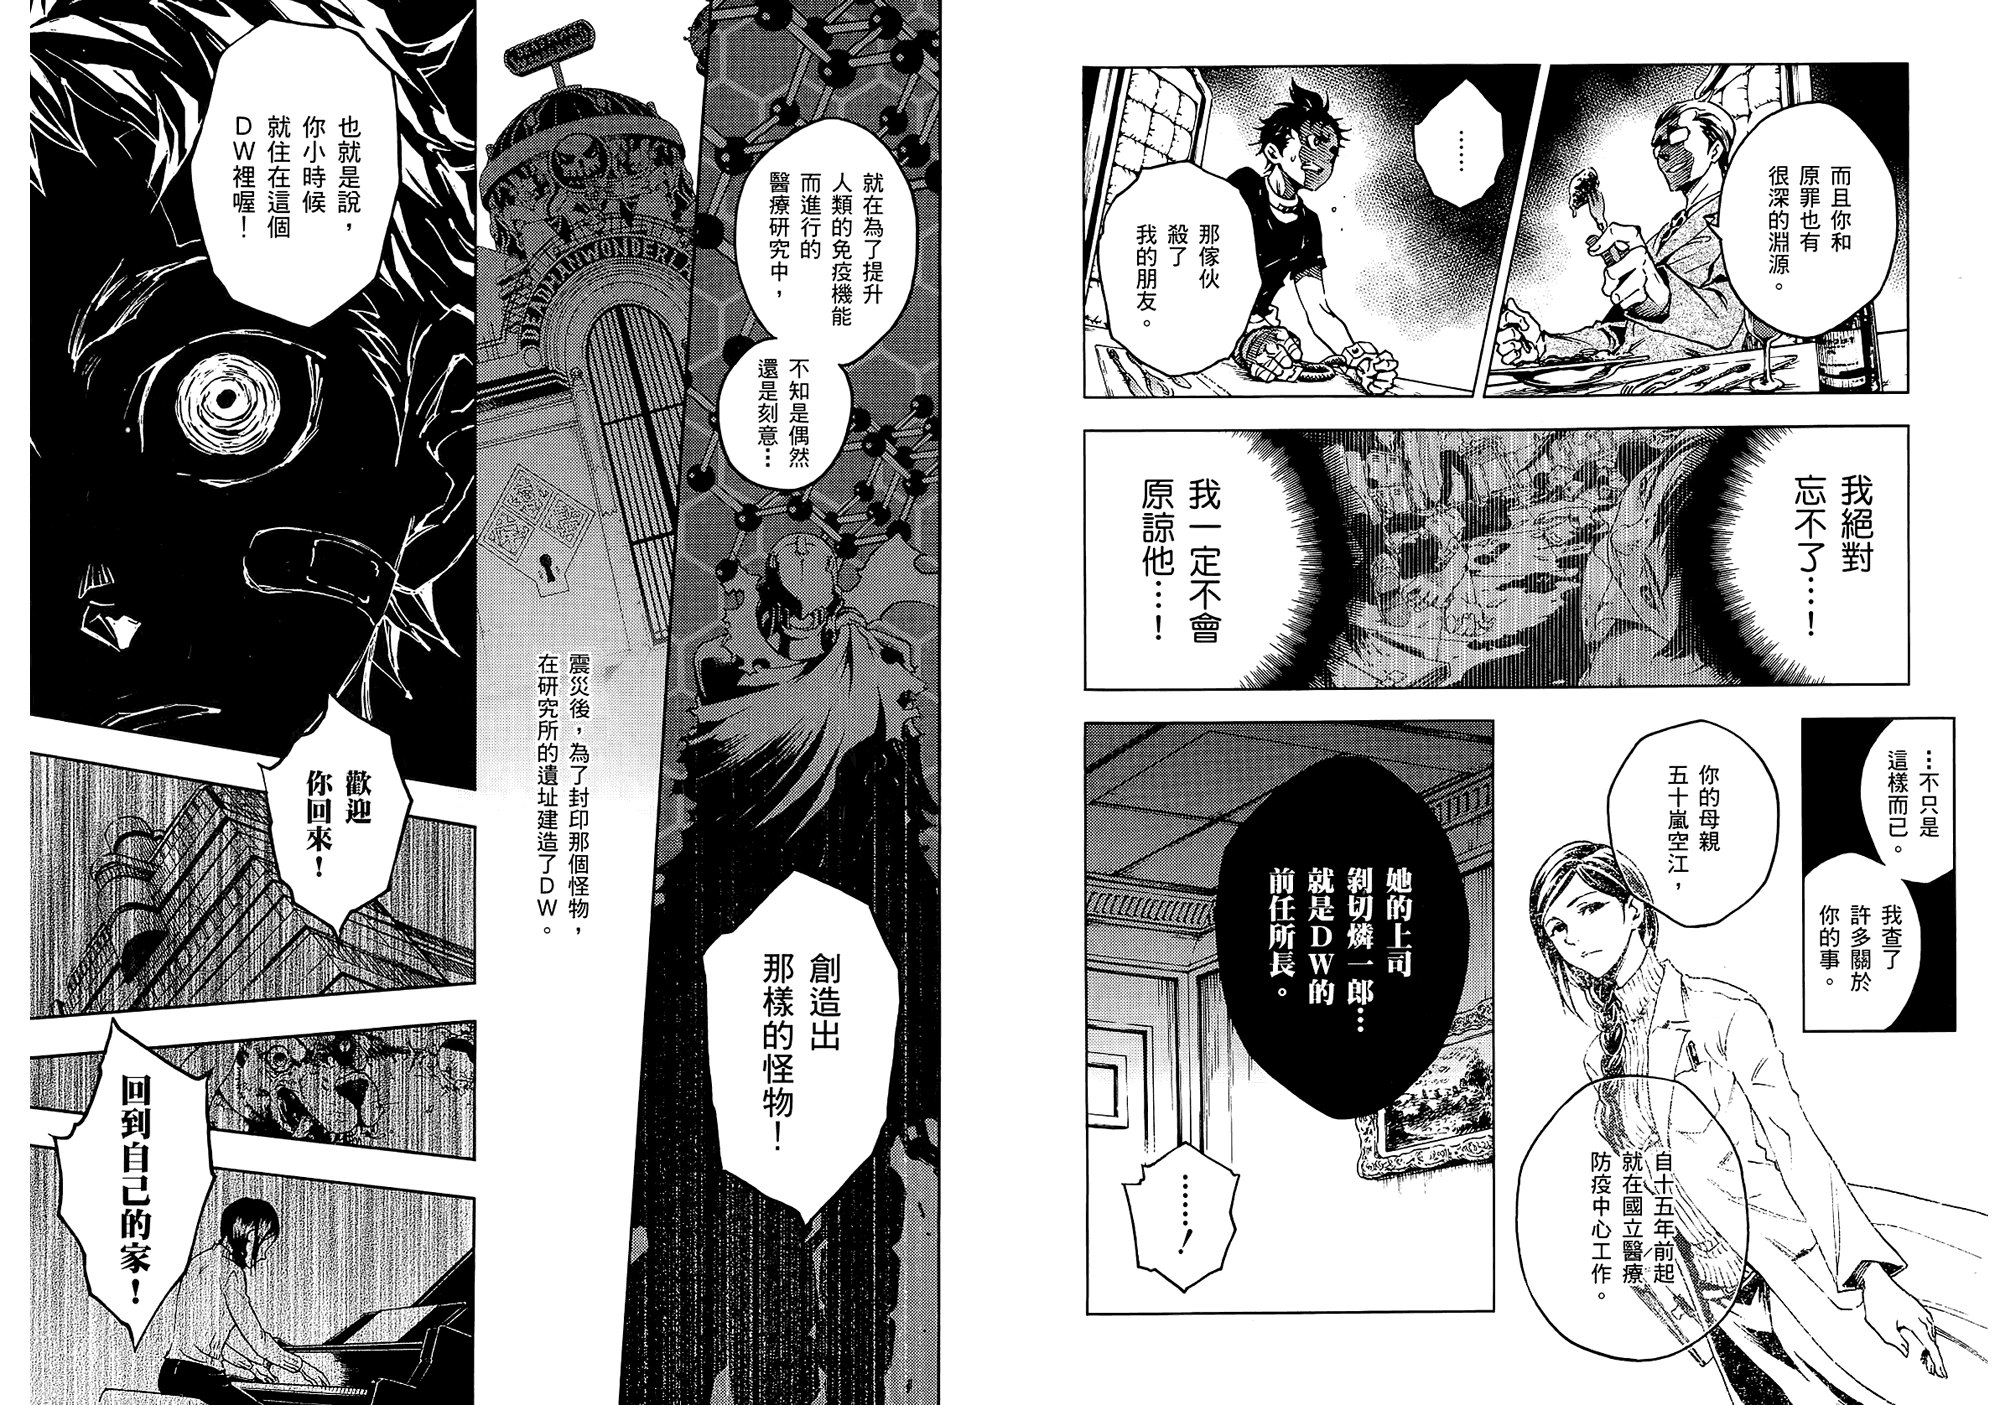 而且你和
原罪也有
很深的淵源。
……
那傢伙
殺了
我的朋友。
我絕對
忘不了…！
我一定不會
原諒他…！
…不只是
這樣而已。
我查了
許多關於
你的事。
你的母親
五十嵐空江，
自十五年前起
就在國立醫療
防疫中心工作。
她的上司
剝切燐一郎…
就是DW的
前任所長。
……！
就在為了提升
人類的免疫機能
而進行的
醫療研究中，
不知是偶然
還是刻意…
創造出
那樣的怪物！
DEADMANWONDERLA
震災後，為了封印那個怪物，
在研究所的遺址建造了DW。
也就是說，
你小時候
就住在這個
DW裡喔！
歡迎
你回來！
回到自己的家！